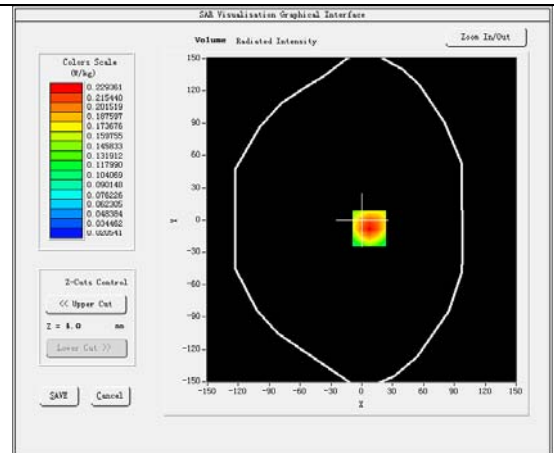 SAR Visualisation Graphical Interface
Volume Radiated Intensity
Zoom In/Out
Colors Scale
(W/kg)
0.229361
0.215440
0.201519
0.187597
0.173676
0.159755
0.145833
0.131912
0.117990
0.104069
0.090148
0.076226
0.062305
0.048384
0.034462
0.020541
150
120
90
60
30
0
-30
-60
-90
-120
-150
Y
-150 -120 -90 -60 -30 0 30 60 90 120 150
X
Z-Cuts Control
<< Upper Cut
Z = 4.0 mm
Lower Cut >>
SAVE Cancel